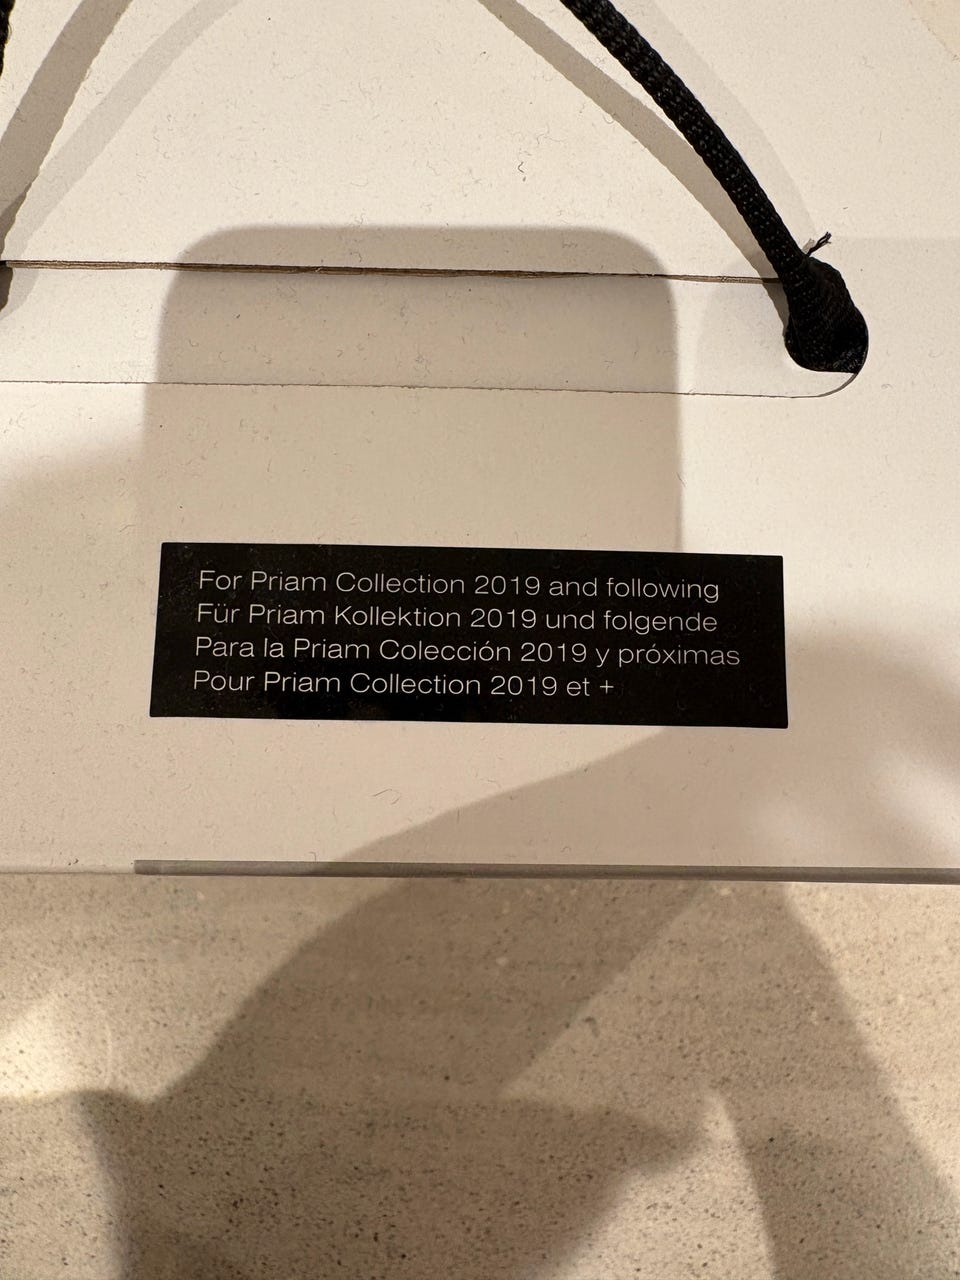 For Priam Collection 2019 and following
Für Priam Kollektion 2019 und folgende
Para la Priam Colección 2019 y próximas
Pour Priam Collection 2019 et +